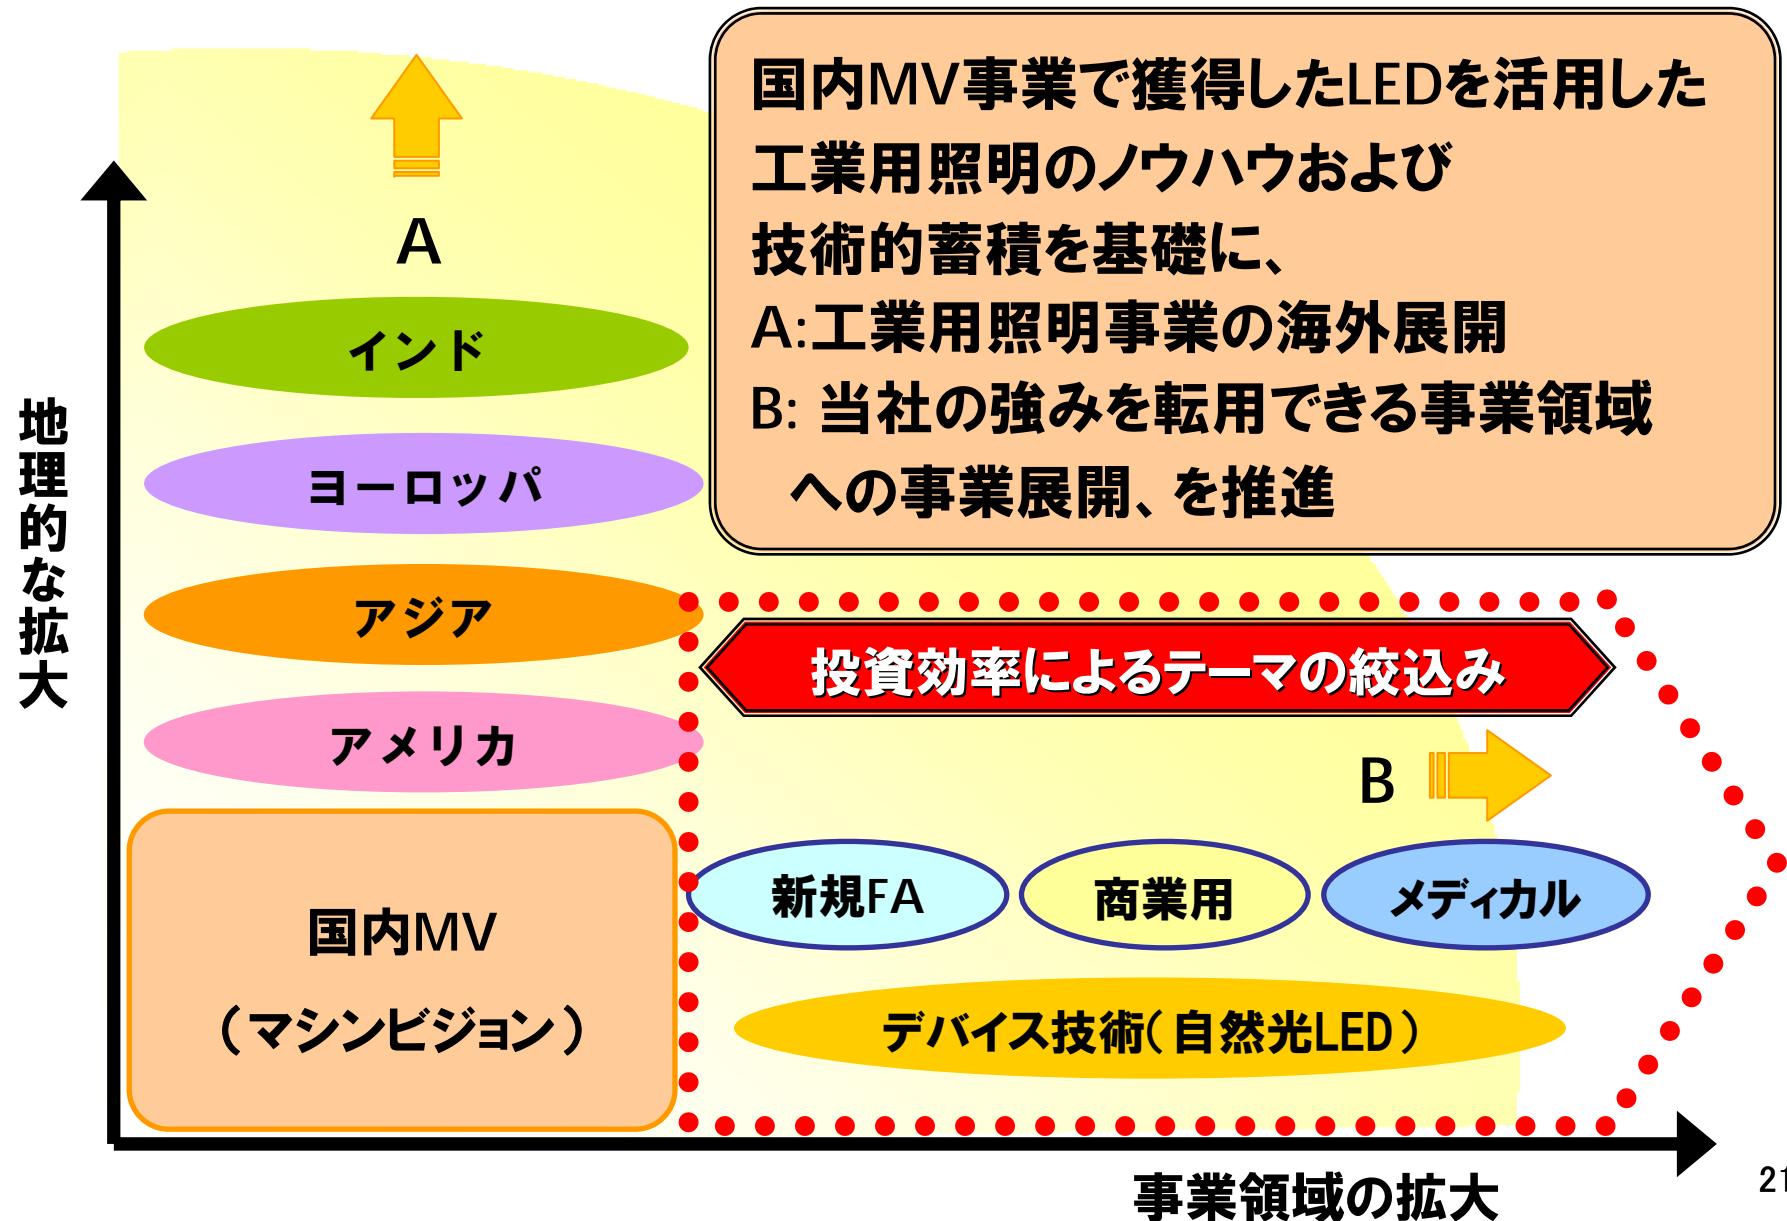 国内MV事業で獲得したLEDを活用した
工業用照明のノウハウおよび
技術的蓄積を基礎に、
A:工業用照明事業の海外展開
B: 当社の強みを転用できる事業領域
への事業展開、を推進
A
インド
ヨーロッパ
アジア
アメリカ
地理的な拡大
投資効率によるテーマの絞込み
B
新規FA
商業用
メディカル
国内MV
（マシンビジョン）
デバイス技術（自然光LED）
事業領域の拡大
21